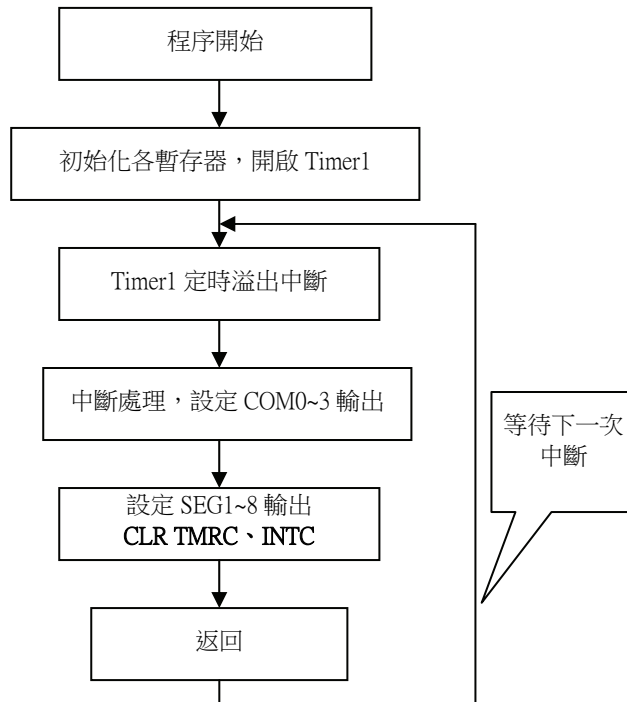 程序開始
初始化各暫存器，開啟 Timer1
Timer1 定時溢出中斷
中斷處理，設定 COM0~3 輸出
等待下一次
中斷
設定 SEG1~8 輸出
CLR TMRC、INTC
返回